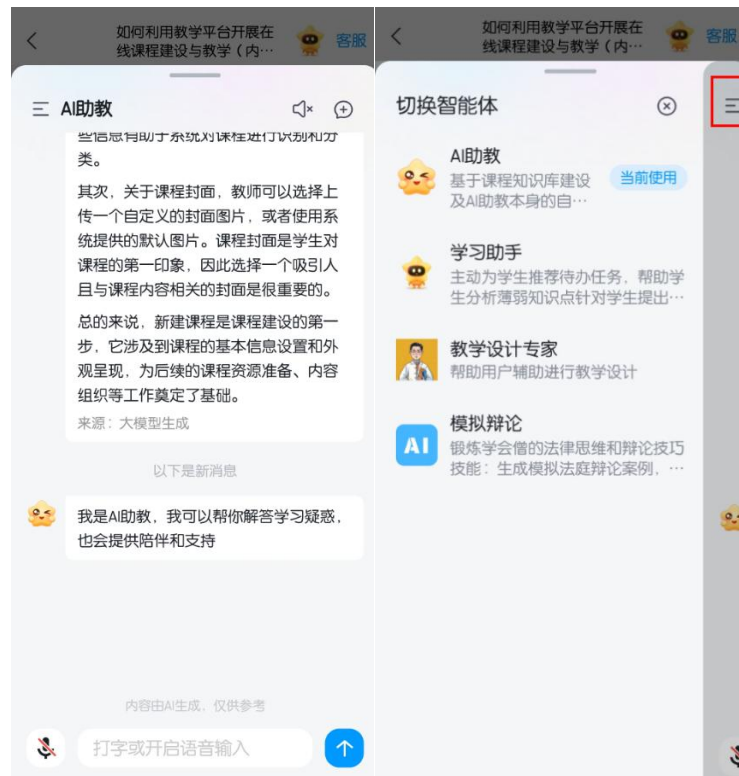 如何利用教学平台开展在
线课程建设与教学（内…
客服
AI助教
些信息有助于系统对课程进行识别和分
类。
其次，关于课程封面，教师可以选择上
传一个自定义的封面图片，或者使用系
统提供的默认图片。课程封面是学生对
课程的第一印象，因此选择一个吸引人
且与课程内容相关的封面是很重要的。
总的来说，新建课程是课程建设的第一
步，它涉及到课程的基本信息设置和外
观呈现，为后续的课程资源准备、内容
组织等工作奠定了基础。
来源：大模型生成
以下是新消息
我是AI助教，我可以帮你解答学习疑惑，
也会提供陪伴和支持
内容由AI生成，仅供参考
打字或开启语音输入
如何利用教学平台开展在
线课程建设与教学（内…
客服
切换智能体
AI助教
基于课程知识库建设
及AI助教本身的自…
当前使用
学习助手
主动为学生推荐待办任务，帮助学
生分析薄弱知识点针对学生提出…
教学设计专家
帮助用户辅助进行教学设计
AI
模拟辩论
锻炼学会僧的法律思维和辩论技巧
技能：生成模拟法庭辩论案例，…